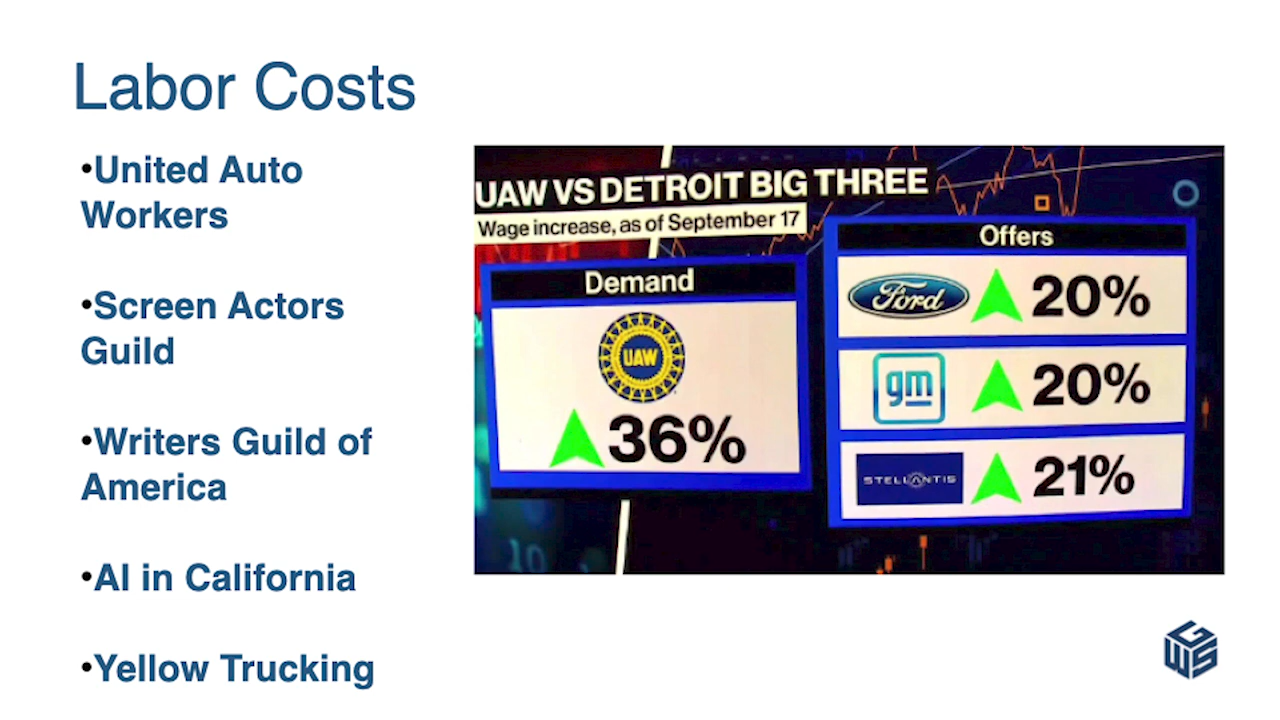 Labor Costs
•United Auto
Workers
•Screen Actors
Guild
•Writers Guild of
America
•AI in California
•Yellow Trucking
UAW VS DETROIT BIG THREE
Wage increase, as of September 17
Demand
UAW
36%
Offers
Ford
20%
gm
20%
STELLANTIS
21%
10
GWS